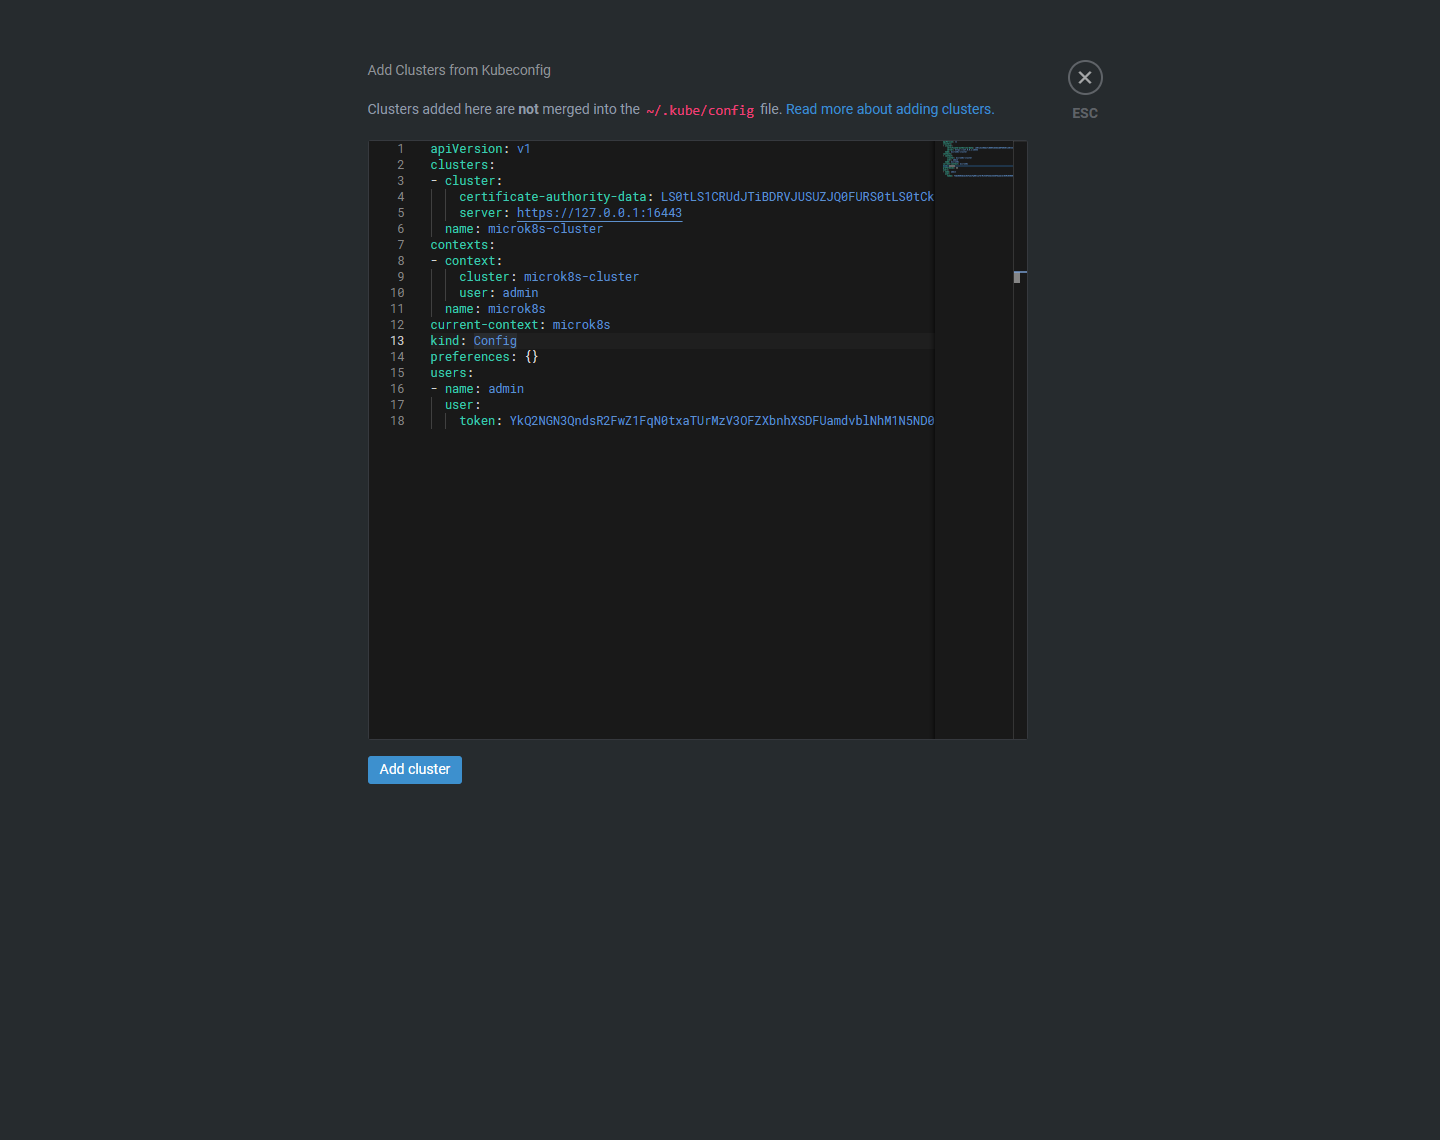 Add Clusters from Kubeconfig
Clusters added here are not merged into the ~/.kube/config file. Read more about adding clusters.
ESC
1 apiVersion: v1
2 clusters:
3 - cluster:
4 certificate-authority-data: LS0tLS1CRUdJTiBDRVJUSUZJQ0FURS0tLS0tCk
5 server: https://127.0.0.1:16443
6 name: microk8s-cluster
7 contexts:
8 - context:
9 cluster: microk8s-cluster
10 user: admin
11 name: microk8s
12 current-context: microk8s
13 kind: Config
14 preferences: {}
15 users:
16 - name: admin
17 user:
18 token: YkQ2NGN3QndsR2FwZ1FqN0txaTUrMzV3OFZXbnhXSDFUamdvblNhM1N5ND0
Add cluster